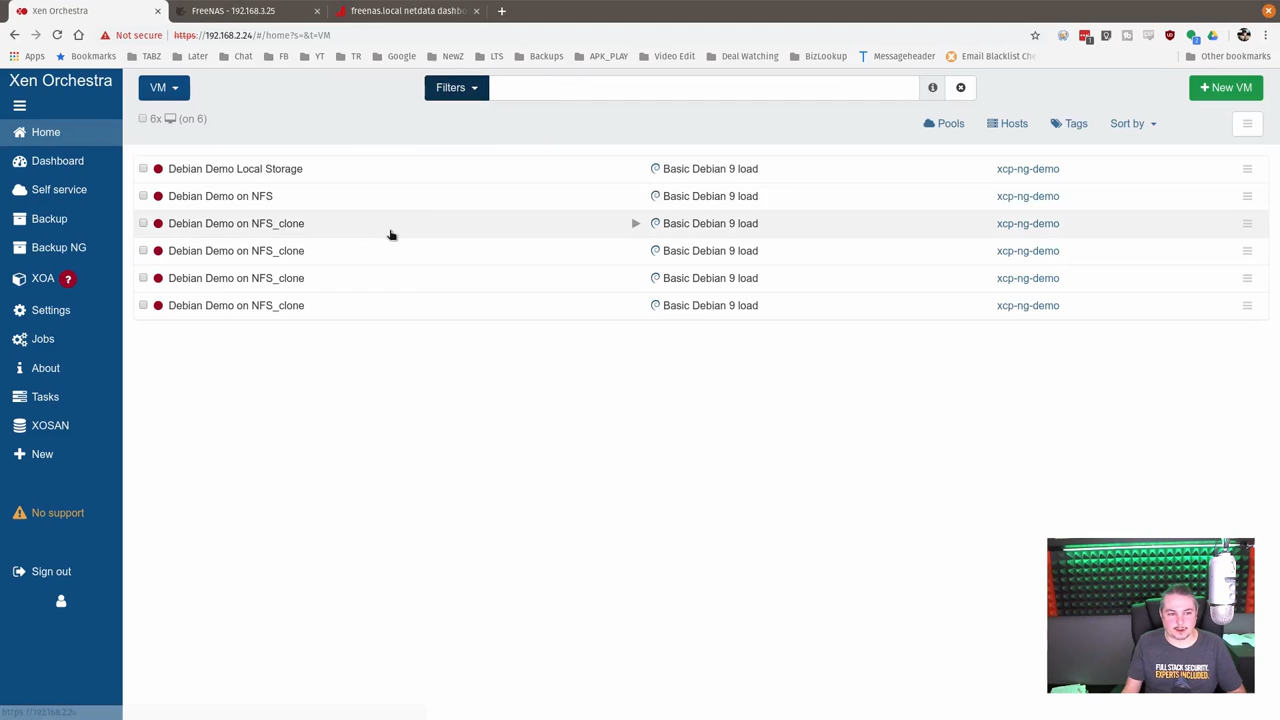 Xen Orchestra
FreeNAS - 192.168.3.25
freenas.local netdata dashbo
Not secure
https://192.168.2.24/#/home?s=&t=VM
Apps
Bookmarks
TABZ
Later
Chat
FB
YT
TR
Google
NewZ
LTS
Backups
APK_PLAY
Video Edit
Deal Watching
BizLookup
Messageheader
Email Blacklist Che
Other bookmarks
Xen Orchestra
VM
Filters
+ New VM
6x (on 6)
Pools
Hosts
Tags
Sort by
Home
Dashboard
Self service
Backup
Backup NG
XOA ?
Settings
Jobs
About
Tasks
XOSAN
New
No support
Sign out
Debian Demo Local Storage Basic Debian 9 load xcp-ng-demo
Debian Demo on NFS Basic Debian 9 load xcp-ng-demo
Debian Demo on NFS_clone Basic Debian 9 load xcp-ng-demo
Debian Demo on NFS_clone Basic Debian 9 load xcp-ng-demo
Debian Demo on NFS_clone Basic Debian 9 load xcp-ng-demo
Debian Demo on NFS_clone Basic Debian 9 load xcp-ng-demo
FULL STACK SECURITY.
EXPERTS INCLUDED.
https://192.168.2.24